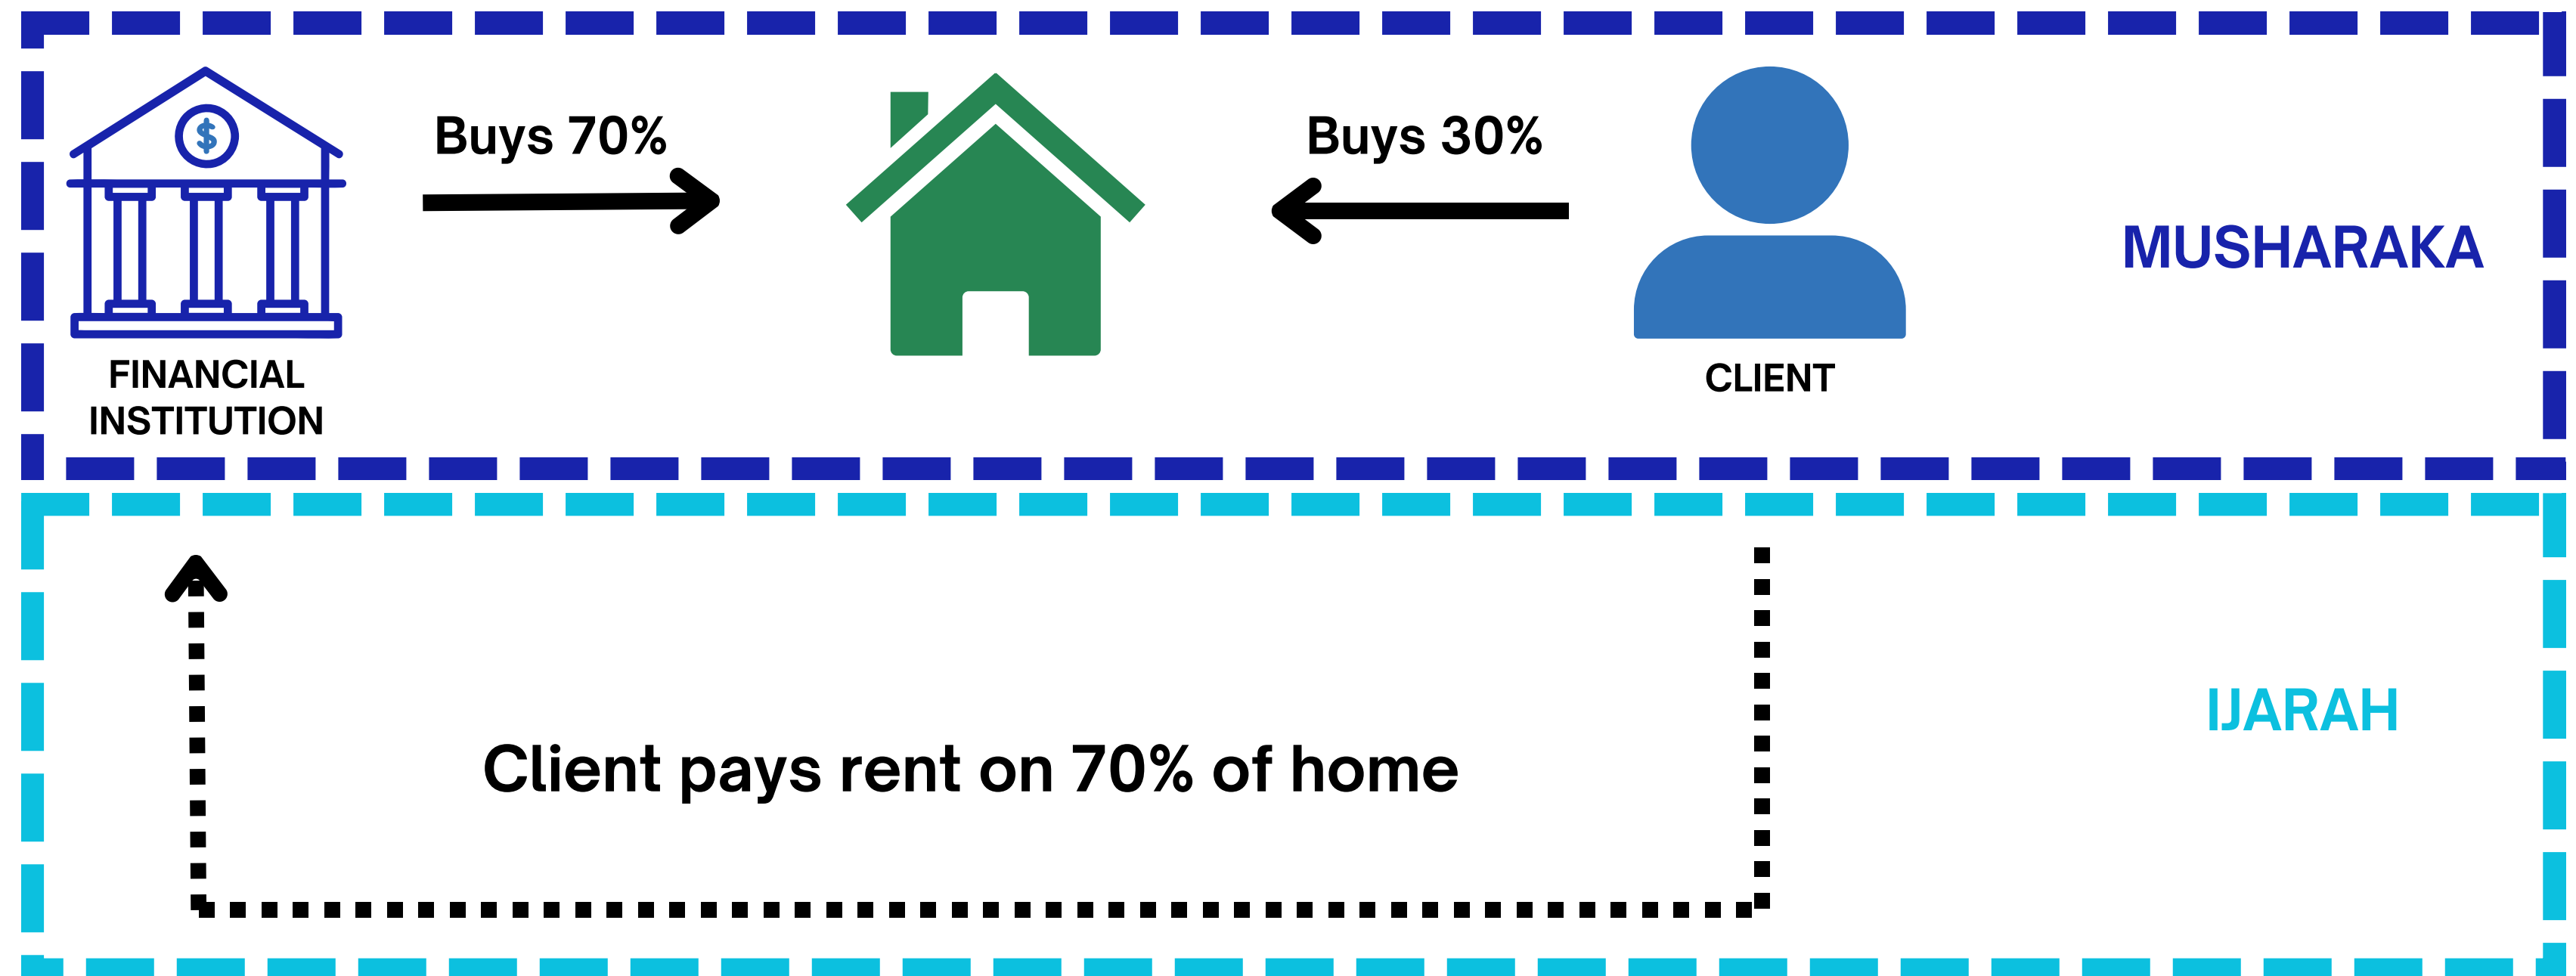 $
Buys 70%
Buys 30%
MUSHARAKA
FINANCIAL
INSTITUTION
CLIENT
Client pays rent on 70% of home
IJARAH